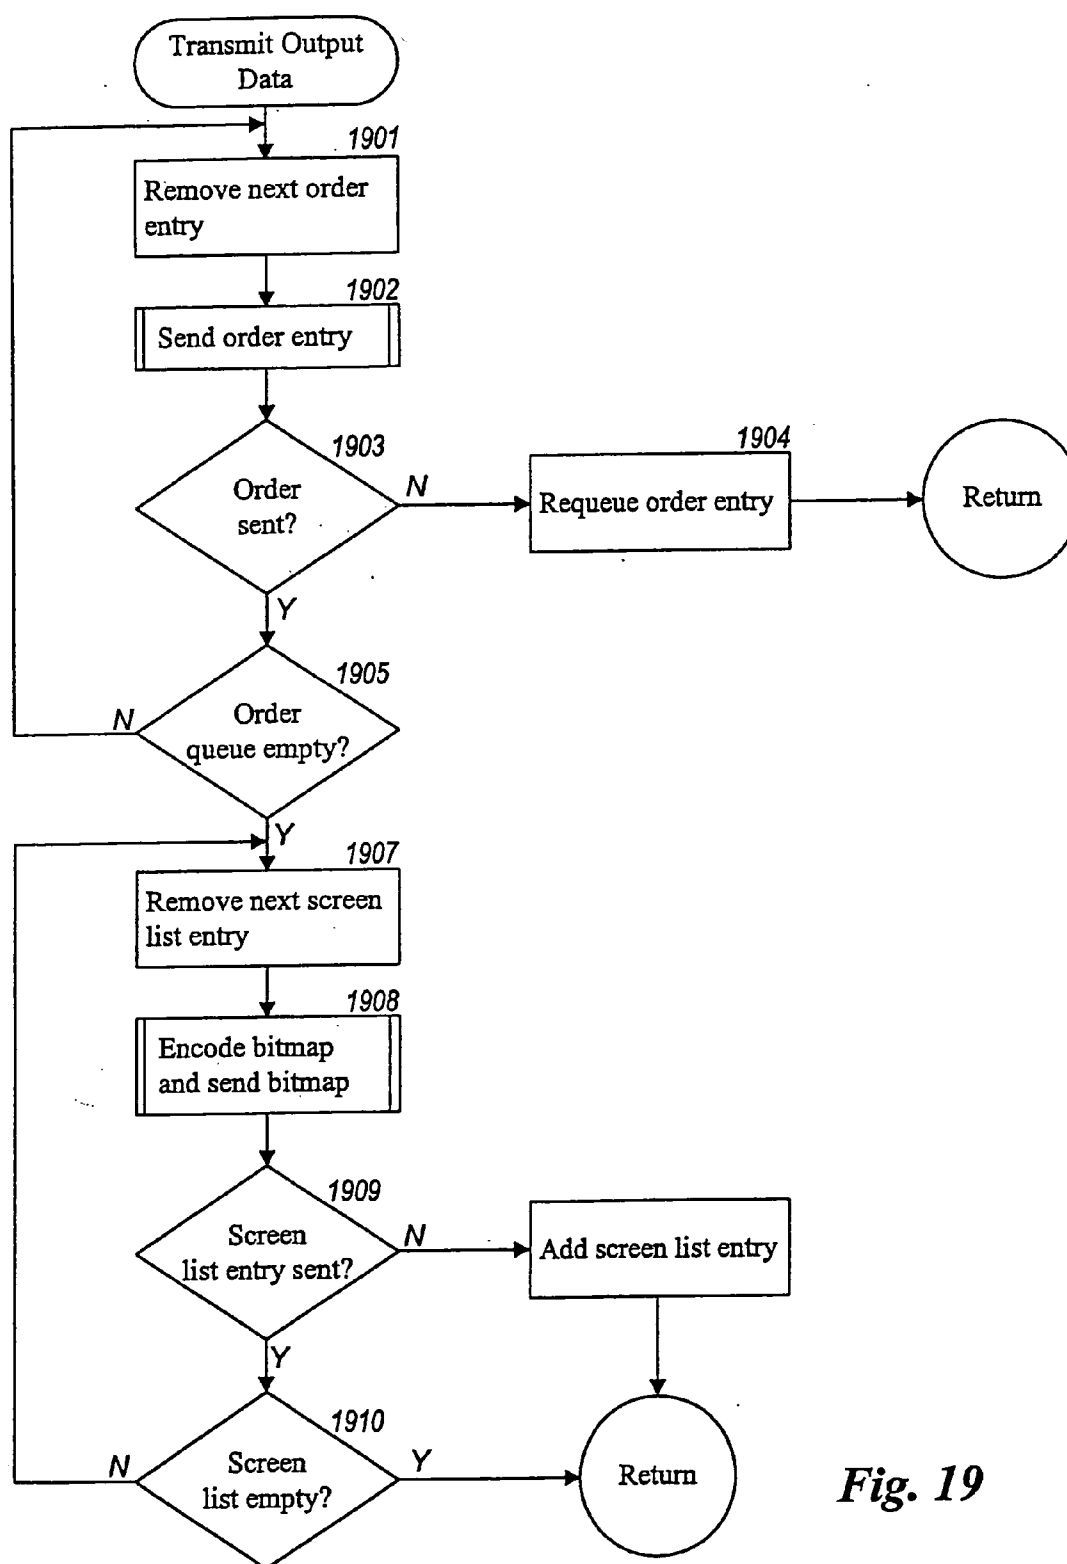 Transmit Output
Data
1901
Remove next order
entry
1902
Send order entry
1903
Order
sent?
N
1904
Requeue order entry
Return
Y
1905
Order
queue empty?
N
Y
1907
Remove next screen
list entry
1908
Encode bitmap
and send bitmap
1909
Screen
list entry sent?
N
Add screen list entry
Y
1910
Screen
list empty?
N
Y
Return
Fig. 19